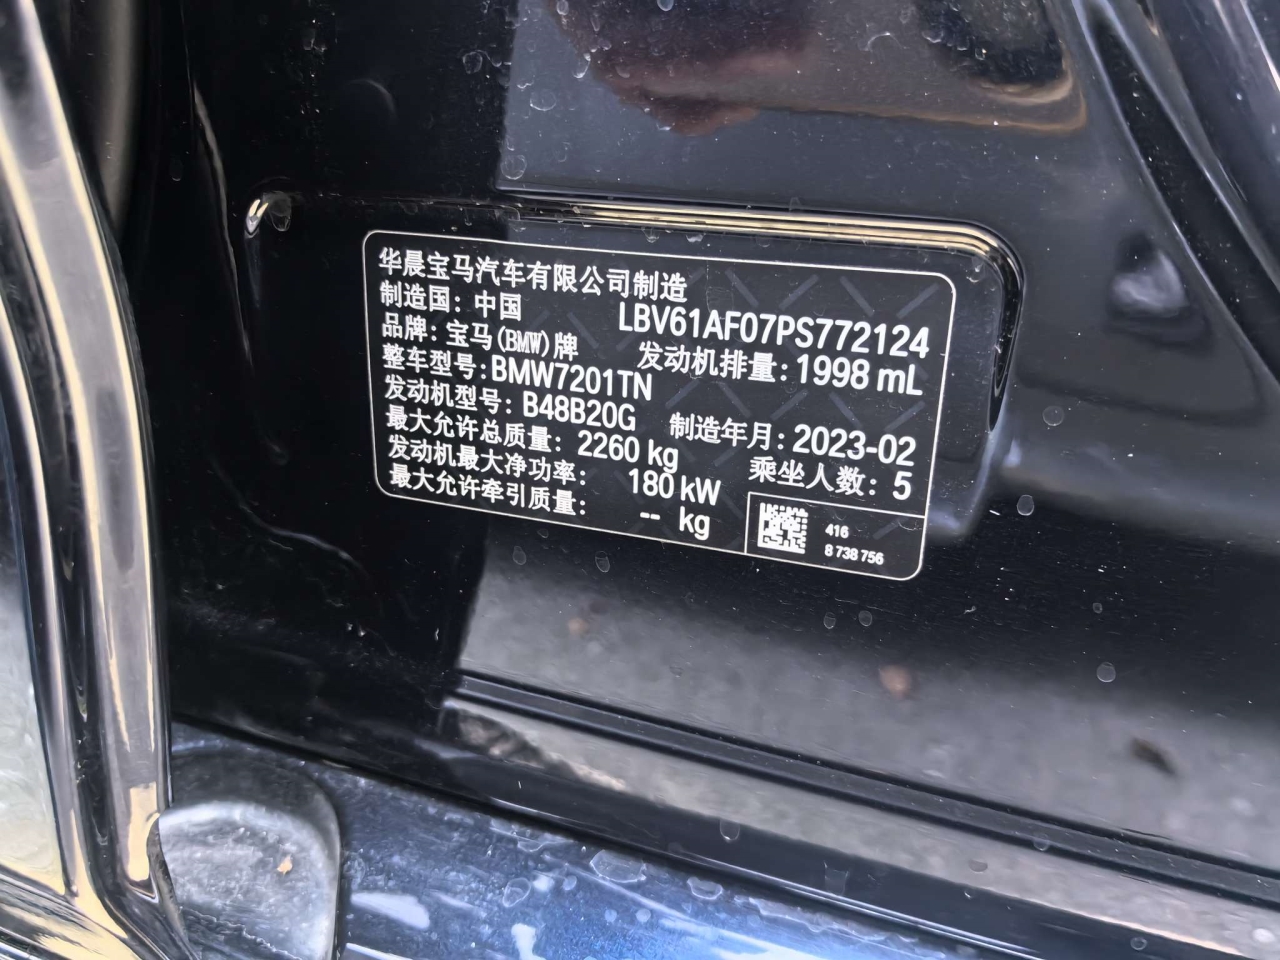 华晨宝马汽车有限公司制造
制造国: 中国 LBV61AF07PS772124
品牌: 宝马(BMW)牌 发动机排量: 1998 mL
整车型号: BMW7201TN
发动机型号: B48B20G 制造年月: 2023-02
最大允许总质量: 2260 kg 乘坐人数: 5
发动机最大净功率: 180 kW
最大允许牵引质量: -- kg
416
8 738 756